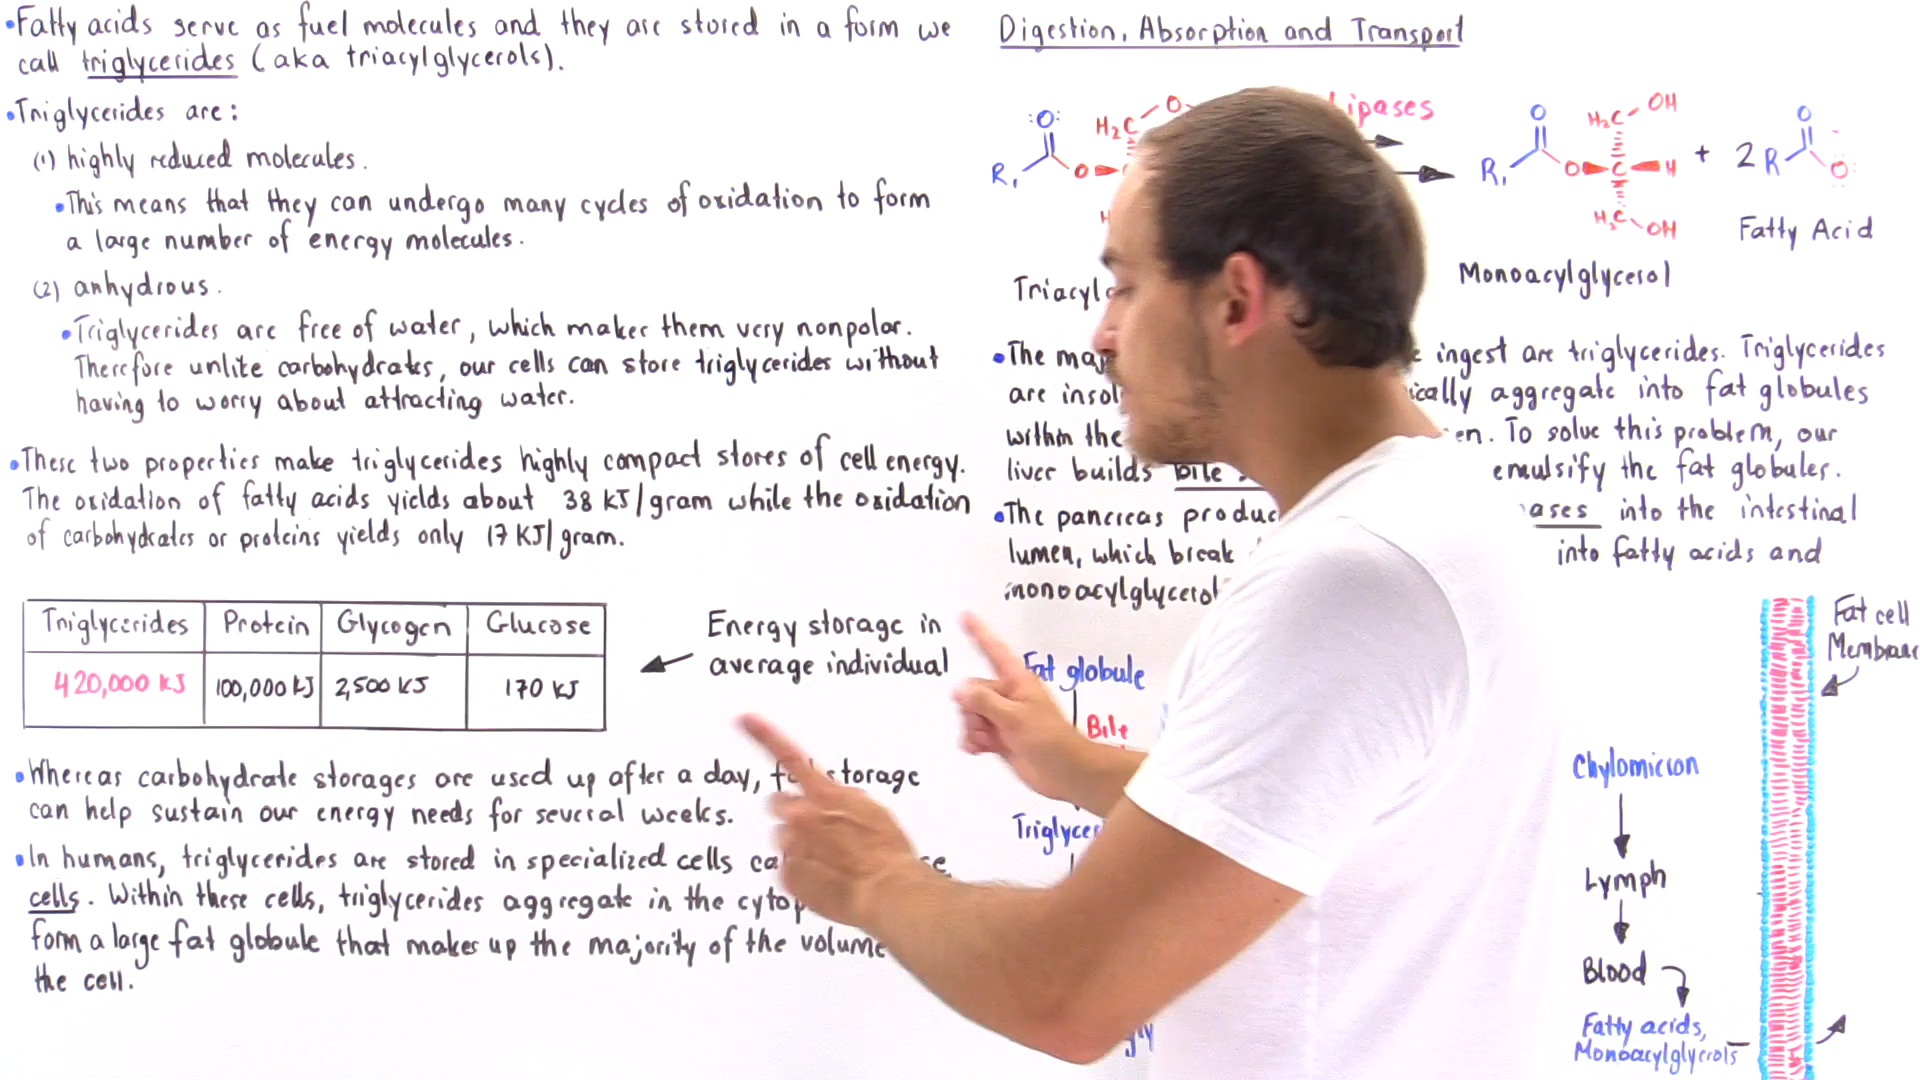 •Fatty acids serve as fuel molecules and they are stored in a form we
call triglycerides (aka triacylglycerols).
•Triglycerides are:
(1) highly reduced molecules.
•This means that they can undergo many cycles of oxidation to form
a large number of energy molecules.
(2) anhydrous.
•Triglycerides are free of water, which makes them very nonpolar.
Therefore unlike carbohydrates, our cells can store triglycerides without
having to worry about attracting water.
•These two properties make triglycerides highly compact stores of cell energy.
The oxidation of fatty acids yields about 38 KJ/gram while the oxidation
of carbohydrates or proteins yields only 17 KJ/gram.
Triglycerides Protein Glycogen Glucose
420,000 KJ 100,000 KJ 2,500 KJ 170 KJ
Energy storage in
average individual
•Whereas carbohydrate storages are used up after a day, storage
can help sustain our energy needs for several weeks.
•In humans, triglycerides are stored in specialized cells
cells. Within these cells, triglycerides aggregate in the
form a large fat globule that makes up the majority of the volume
the cell.
Digestion, Absorption and Transport
:O:
R, O
H₂C O
lipases
O
R, O C H
H₂C OH
H₂C OH
+ 2 R O O
Fatty Acid
Monoacylglycerol
•The ingest are triglycerides. Triglycerides
are aggregate into fat globules
within the To solve this problem, our
liver builds bile emulsify the fat globules.
•The pancreas into the intestinal
lumen, which break into fatty acids and
Fat globule
Bile
Chylomicron
Lymph
Blood
Fatty acids,
Monoacylglycerols
Fat cell
Membrane